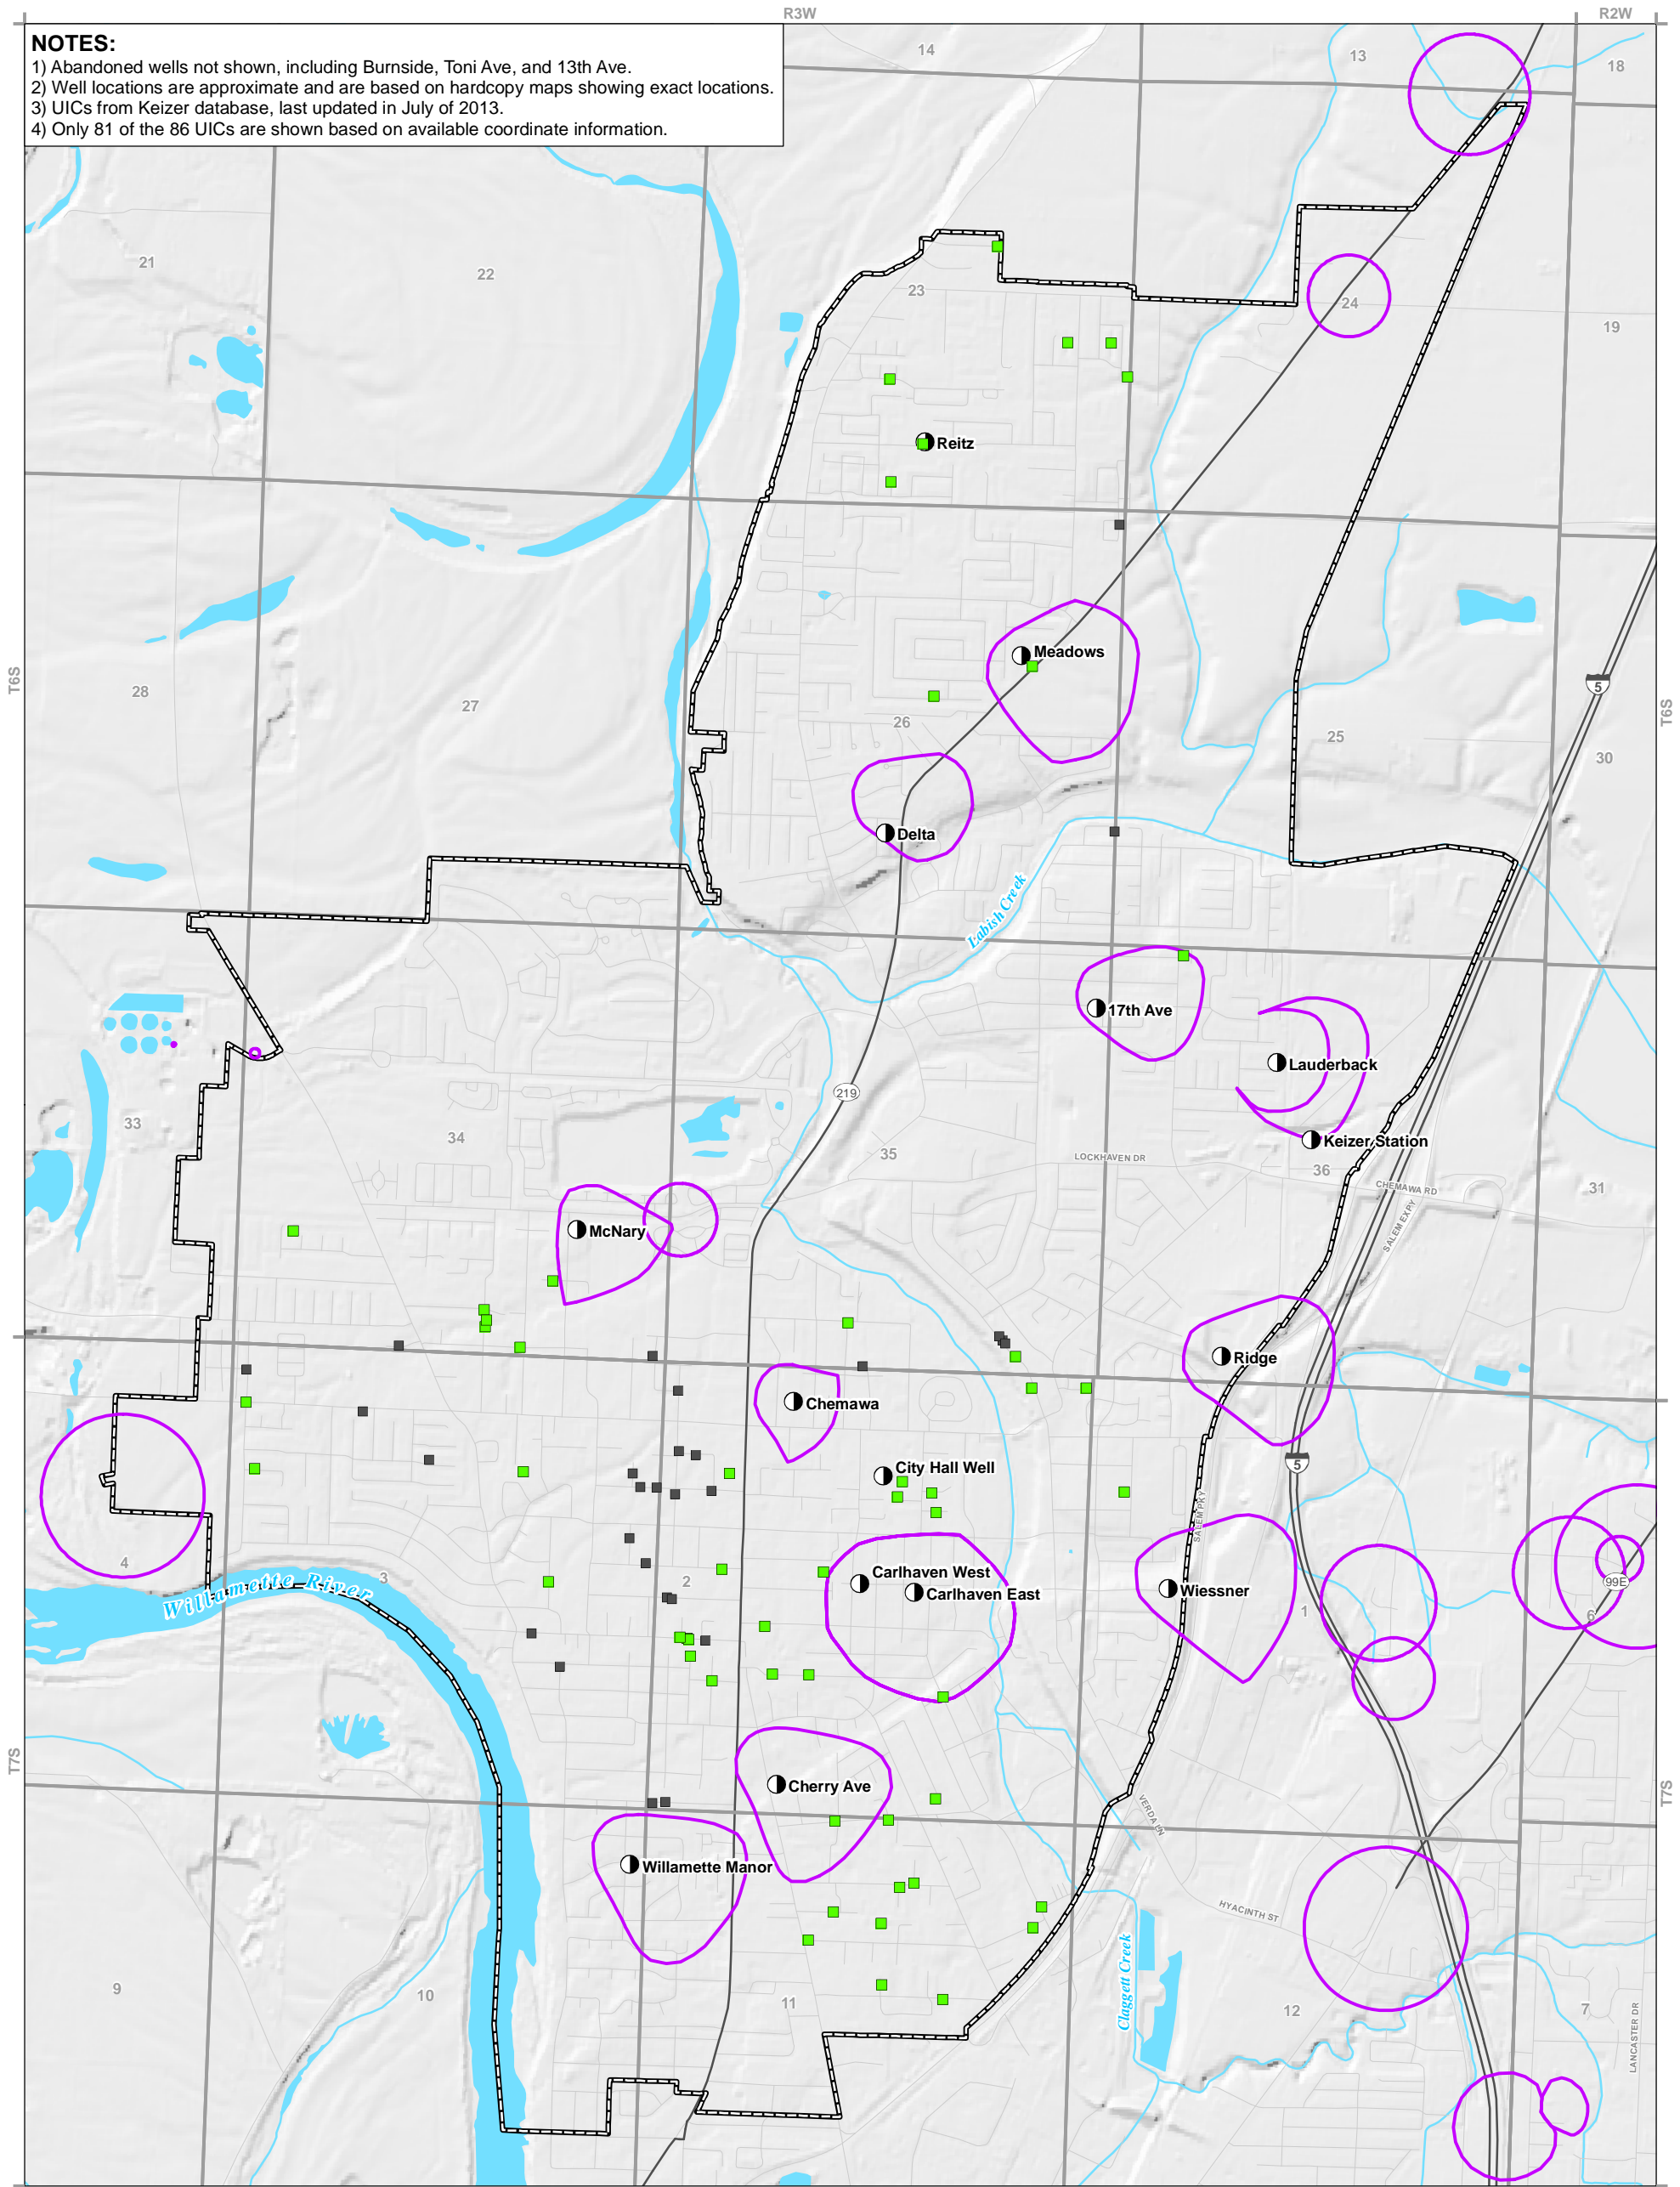 R3W
R2W
NOTES:
1) Abandoned wells not shown, including Burnside, Toni Ave, and 13th Ave.
2) Well locations are approximate and are based on hardcopy maps showing exact locations.
3) UICs from Keizer database, last updated in July of 2013.
4) Only 81 of the 86 UICs are shown based on available coordinate information.
14
13
18
21
22
23
24
19
Reitz
T6S
28
27
Meadows
26
25
5
T6S
30
Delta
Labish Creek
17th Ave
Lauderback
219
33
34
35
Keizer Station
LOCKHAVEN DR
36
CHEMAWA RD
31
SALEM EXPY
McNary
Ridge
Chemawa
City Hall Well
5
SALEM PKY
4
3
2
Carlhaven West
Carlhaven East
Wiessner
1
99E
6
Willamette River
T7S
T7S
Cherry Ave
VERDA LN
Willamette Manor
HYACINTH ST
Claggett Creek
9
10
11
12
7
LANCASTER DR